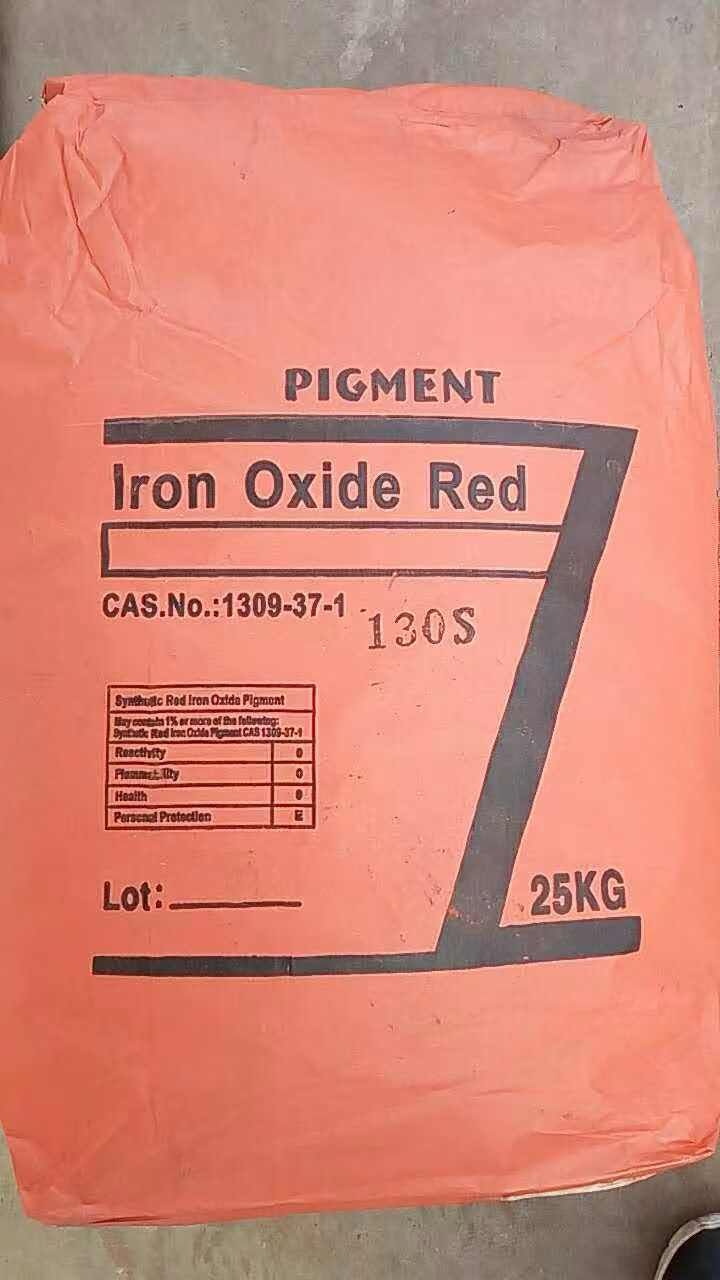 PIGMENT
Iron Oxide Red
CAS.No.:1309-37-1
130S
Synthetic Red Iron Oxide Pigment
May contain 1% or more of the following:
Synthetic Red Iron Oxide Pigment CAS 1309-37-1
Reactivity 0
Flammability 0
Health 0
Personal Protection E
Lot:
25KG